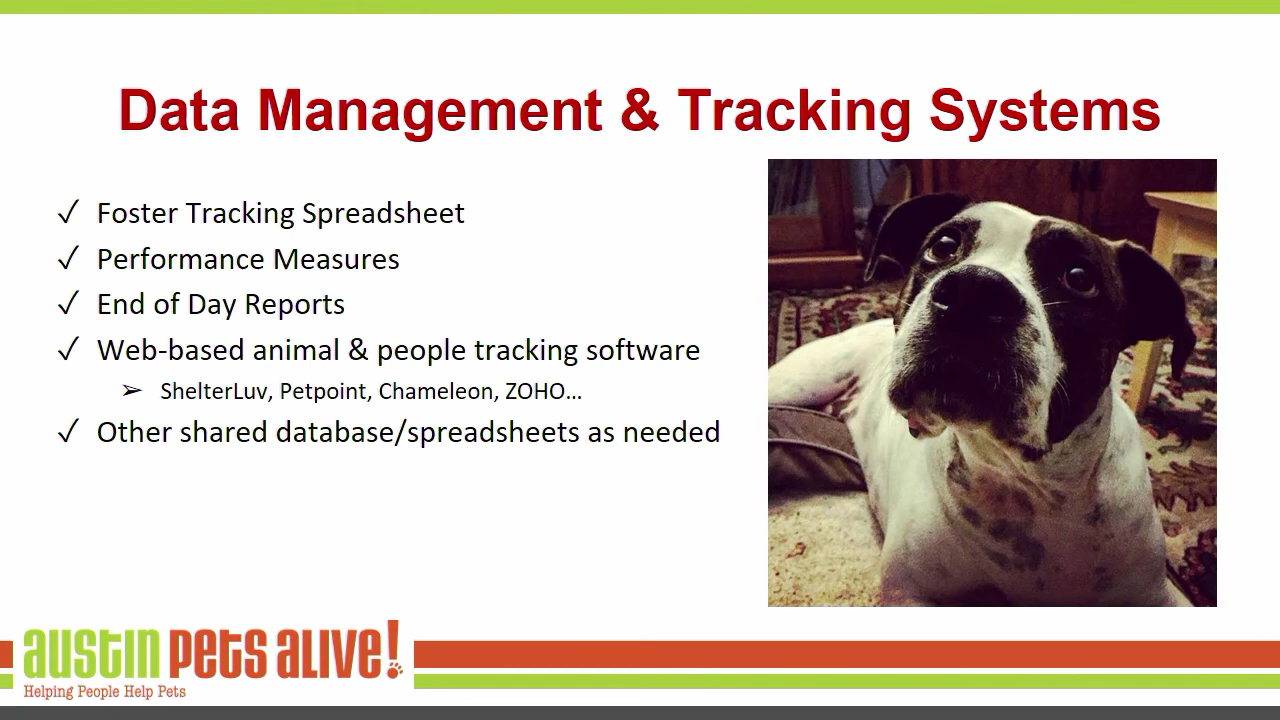 Data Management & Tracking Systems
✓ Foster Tracking Spreadsheet
✓ Performance Measures
✓ End of Day Reports
✓ Web-based animal & people tracking software
➢ ShelterLuv, Petpoint, Chameleon, ZOHO…
✓ Other shared database/spreadsheets as needed
austin pets alive!
Helping People Help Pets